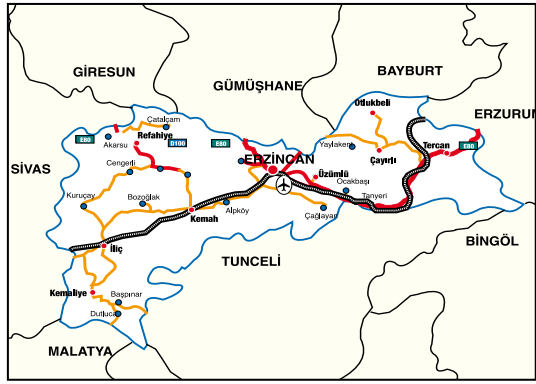 BAYBURT
GİRESUN
GÜMÜŞHANE
Otlukbeli
ERZURUM
Çatalçam
E80
Akarsu
Refahiye
D100
E80
Yaylakent
Çayırlı
Tercan
E80
SİVAS
Cengerli
ERZİNCAN
Üzümlü
Ocakbaşı
Tanyeri
Kuruçay
Bozoğlak
Kemah
Alpköy
Çağlayan
İliç
TUNCELİ
BİNGÖL
Kemaliye
Başpınar
Dutluca
MALATYA